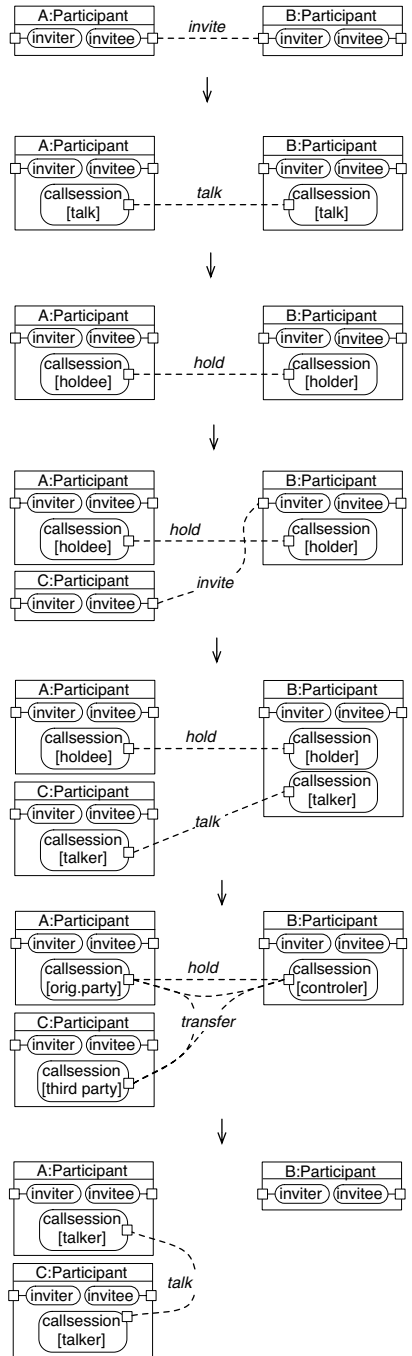 A:Participant B:Participant
inviter invitee invite inviter invitee
A:Participant B:Participant
inviter invitee inviter invitee
callsession talk callsession
[talk] [talk]
A:Participant B:Participant
inviter invitee inviter invitee
callsession hold callsession
[holdee] [holder]
A:Participant B:Participant
inviter invitee inviter invitee
callsession hold callsession
[holdee] [holder]
C:Participant invite
inviter invitee
A:Participant B:Participant
inviter invitee inviter invitee
callsession hold callsession
[holdee] [holder]
C:Participant callsession
inviter invitee talk [talker]
callsession
[talker]
A:Participant B:Participant
inviter invitee inviter invitee
callsession hold callsession
[orig.party] [controler]
C:Participant transfer
inviter invitee
callsession
[third party]
A:Participant B:Participant
inviter invitee inviter invitee
callsession
[talker]
C:Participant talk
inviter invitee
callsession
[talker]